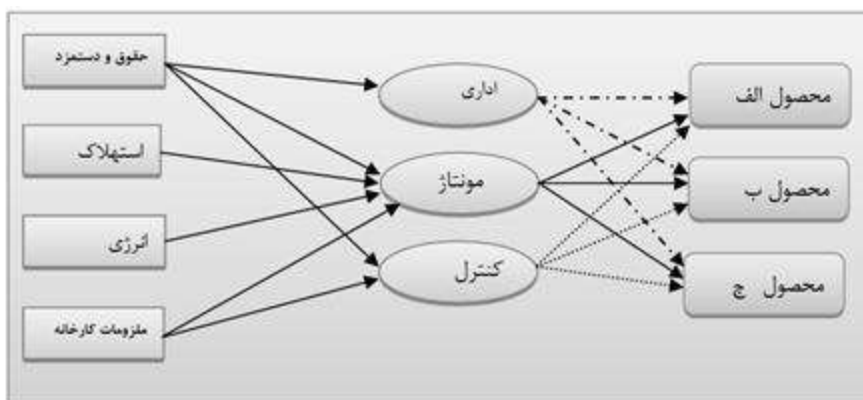 حقوق و دستمزد
استهلاک
انرژی
ملزومات کارخانه
اداری
مونتاژ
کنترل
محصول الف
محصول ب
محصول ج